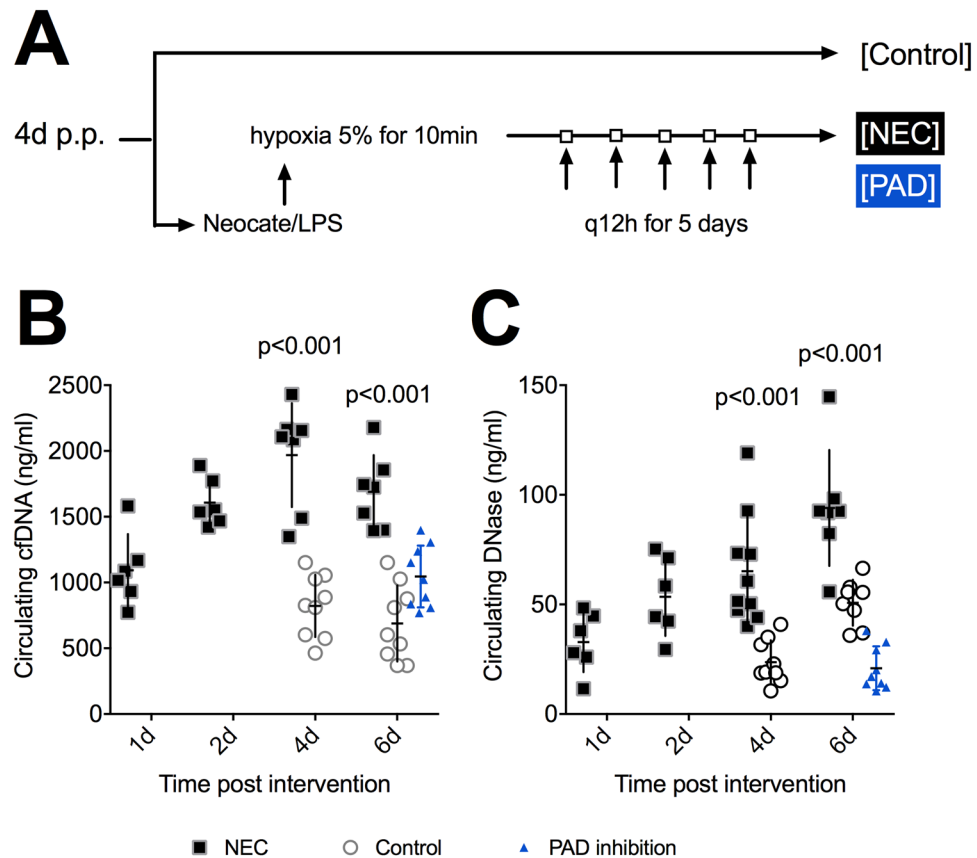 A
[Control]
4d p.p.
hypoxia 5% for 10min
[NEC]
[PAD]
Neocate/LPS
q12h for 5 days
B
p<0.001
p<0.001
2500
2000
1500
1000
500
0
Circulating cfDNA (ng/ml)
1d
2d
4d
6d
Time post intervention
C
p<0.001
p<0.001
150
100
50
0
Circulating DNase (ng/ml)
1d
2d
4d
6d
Time post intervention
NEC
Control
PAD inhibition